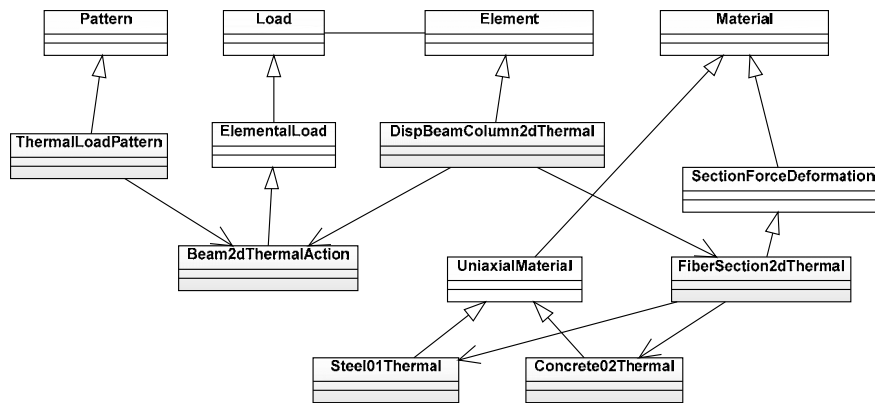 Pattern
Load
Element
Material
ThermalLoadPattern
ElementalLoad
DispBeamColumn2dThermal
SectionForceDeformation
Beam2dThermalAction
UniaxialMaterial
FiberSection2dThermal
Steel01Thermal
Concrete02Thermal